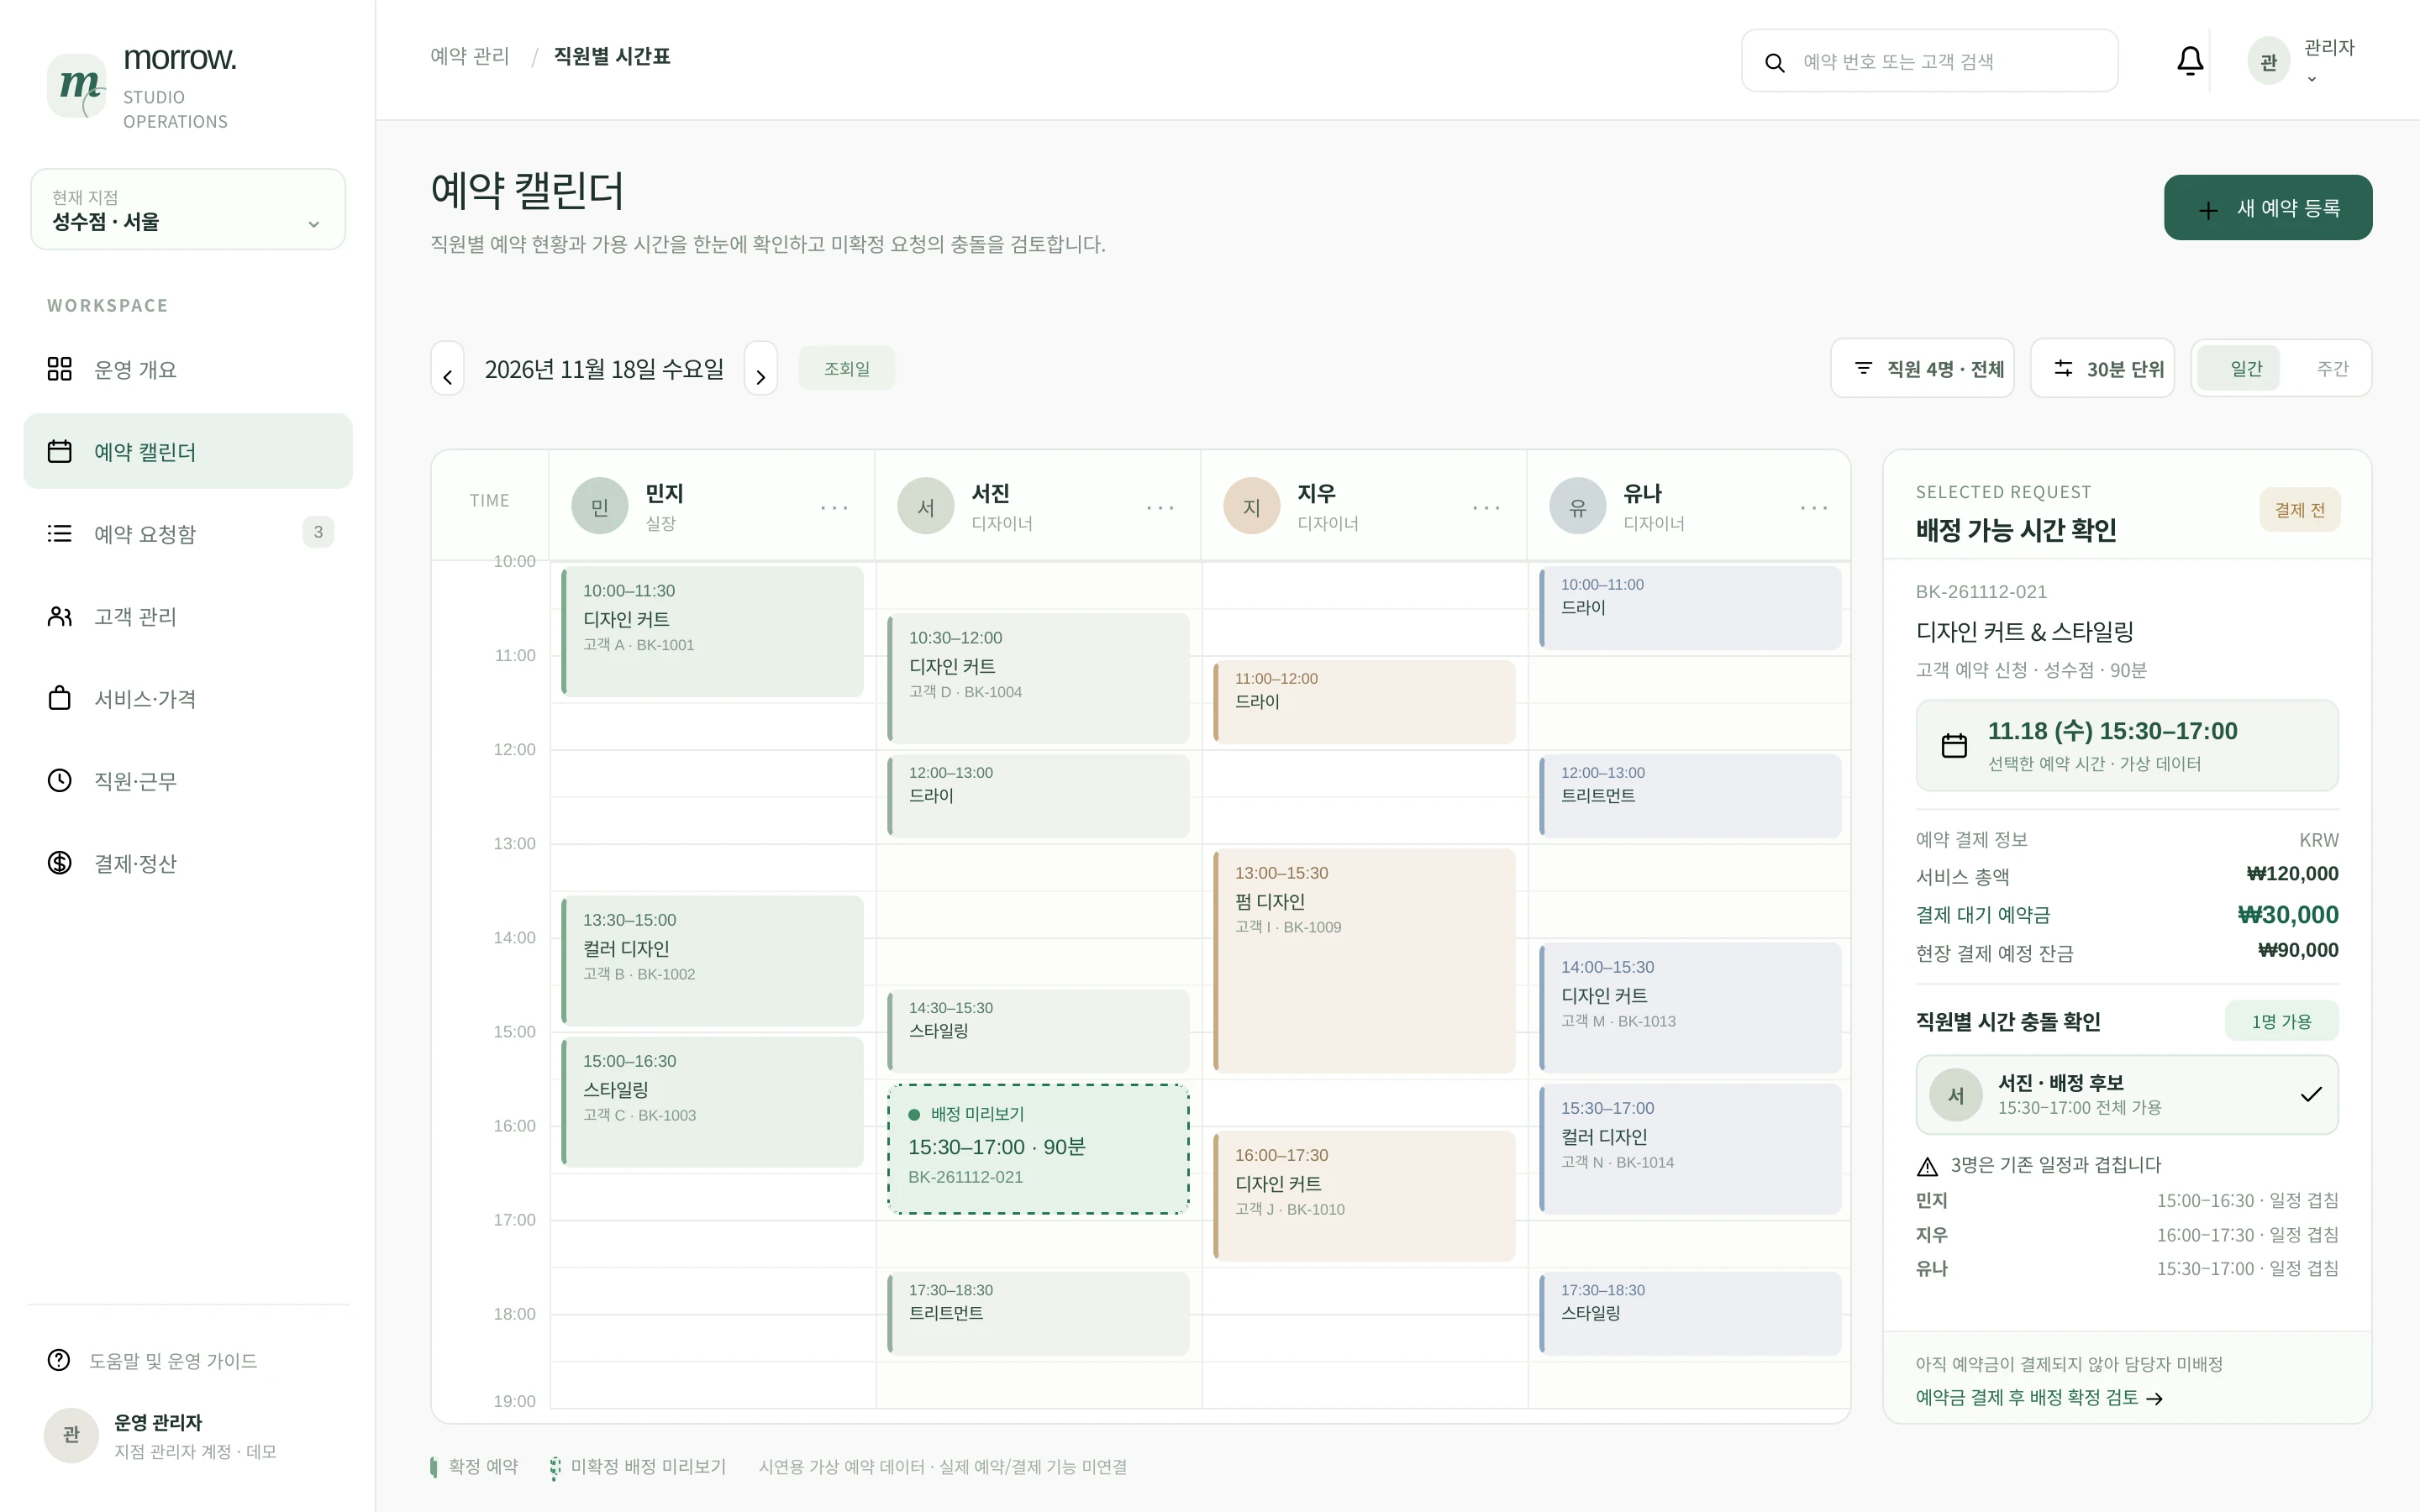 morrow.
STUDIO
OPERATIONS
현재 지점
성수점 · 서울
WORKSPACE
운영 개요
예약 캘린더
예약 요청함 3
고객 관리
서비스·가격
직원·근무
결제·정산
도움말 및 운영 가이드
관
운영 관리자
지점 관리자 계정 · 데모
예약 관리 / 직원별 시간표
예약 번호 또는 고객 검색
관 관리자
예약 캘린더
직원별 예약 현황과 가용 시간을 한눈에 확인하고 미확정 요청의 충돌을 검토합니다.
새 예약 등록
2026년 11월 18일 수요일 조회일
직원 4명 · 전체
30분 단위
일간 주간
TIME
민 민지 ···
실장
서 서진 ···
디자이너
지 지우 ···
디자이너
유 유나 ···
디자이너
10:00
11:00
12:00
13:00
14:00
15:00
16:00
17:00
18:00
19:00
10:00–11:30
디자인 커트
고객 A · BK-1001
13:30–15:00
컬러 디자인
고객 B · BK-1002
15:00–16:30
스타일링
고객 C · BK-1003
10:30–12:00
디자인 커트
고객 D · BK-1004
12:00–13:00
드라이
14:30–15:30
스타일링
배정 미리보기
15:30–17:00 · 90분
BK-261112-021
17:30–18:30
트리트먼트
11:00–12:00
드라이
13:00–15:30
펌 디자인
고객 I · BK-1009
16:00–17:30
디자인 커트
고객 J · BK-1010
10:00–11:00
드라이
12:00–13:00
트리트먼트
14:00–15:30
디자인 커트
고객 M · BK-1013
15:30–17:00
컬러 디자인
고객 N · BK-1014
17:30–18:30
스타일링
SELECTED REQUEST
배정 가능 시간 확인
결제 전
BK-261112-021
디자인 커트 & 스타일링
고객 예약 신청 · 성수점 · 90분
11.18 (수) 15:30–17:00
선택한 예약 시간 · 가상 데이터
예약 결제 정보 KRW
서비스 총액 ₩120,000
결제 대기 예약금 ₩30,000
현장 결제 예정 잔금 ₩90,000
직원별 시간 충돌 확인 1명 가용
서 서진 · 배정 후보
15:30–17:00 전체 가용
3명은 기존 일정과 겹칩니다
민지 15:00–16:30 · 일정 겹침
지우 16:00–17:30 · 일정 겹침
유나 15:30–17:00 · 일정 겹침
아직 예약금이 결제되지 않아 담당자 미배정
예약금 결제 후 배정 확정 검토 →
확정 예약 미확정 배정 미리보기 시연용 가상 예약 데이터 · 실제 예약/결제 기능 미연결